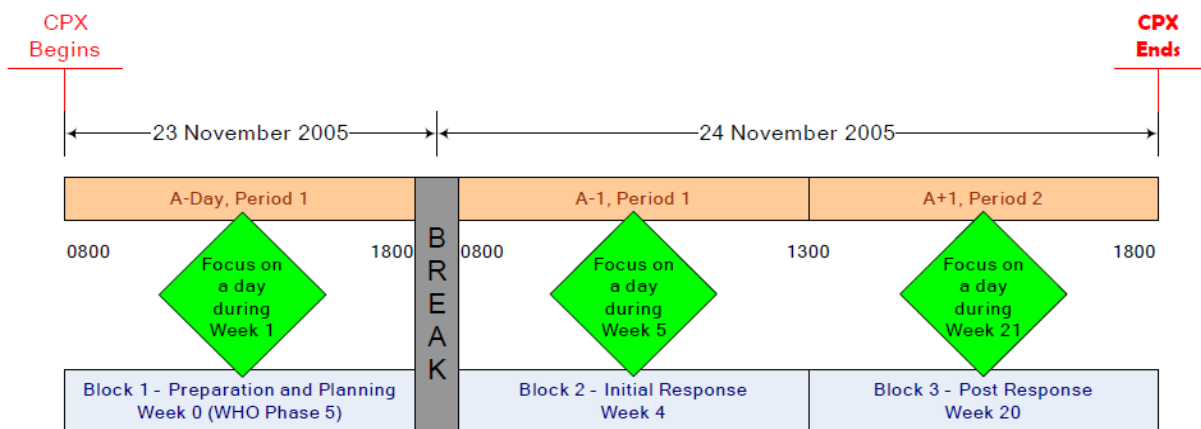 CPX
Begins
CPX
Ends
23 November 2005
24 November 2005
A-Day, Period 1
A-1, Period 1
A+1, Period 2
0800
1800
0800
1300
1800
BREAK
Focus on
a day
during
Week 1
Focus on
a day
during
Week 5
Focus on
a day
during
Week 21
Block 1 - Preparation and Planning
Week 0 (WHO Phase 5)
Block 2 - Initial Response
Week 4
Block 3 - Post Response
Week 20